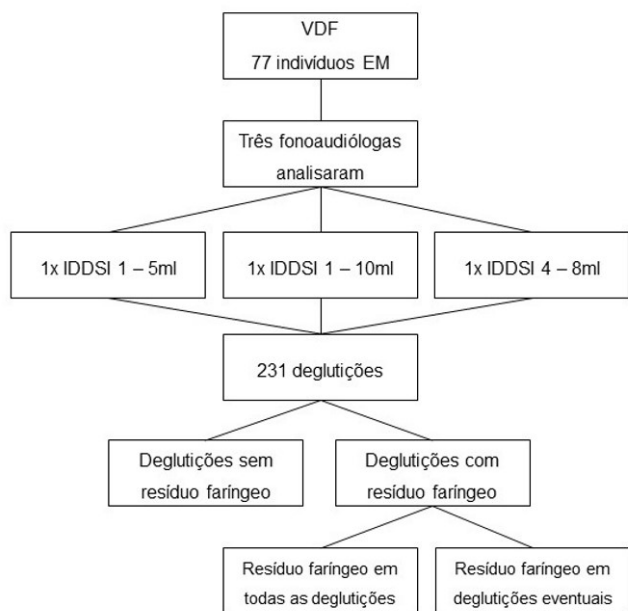 VDF
77 indivíduos EM
Três fonoaudiólogas
analisaram
1x IDDSI 1 – 5ml
1x IDDSI 1 – 10ml
1x IDDSI 4 – 8ml
231 deglutições
Deglutições sem
resíduo faríngeo
Deglutições com
resíduo faríngeo
Resíduo faríngeo em
todas as deglutições
Resíduo faríngeo em
deglutições eventuais